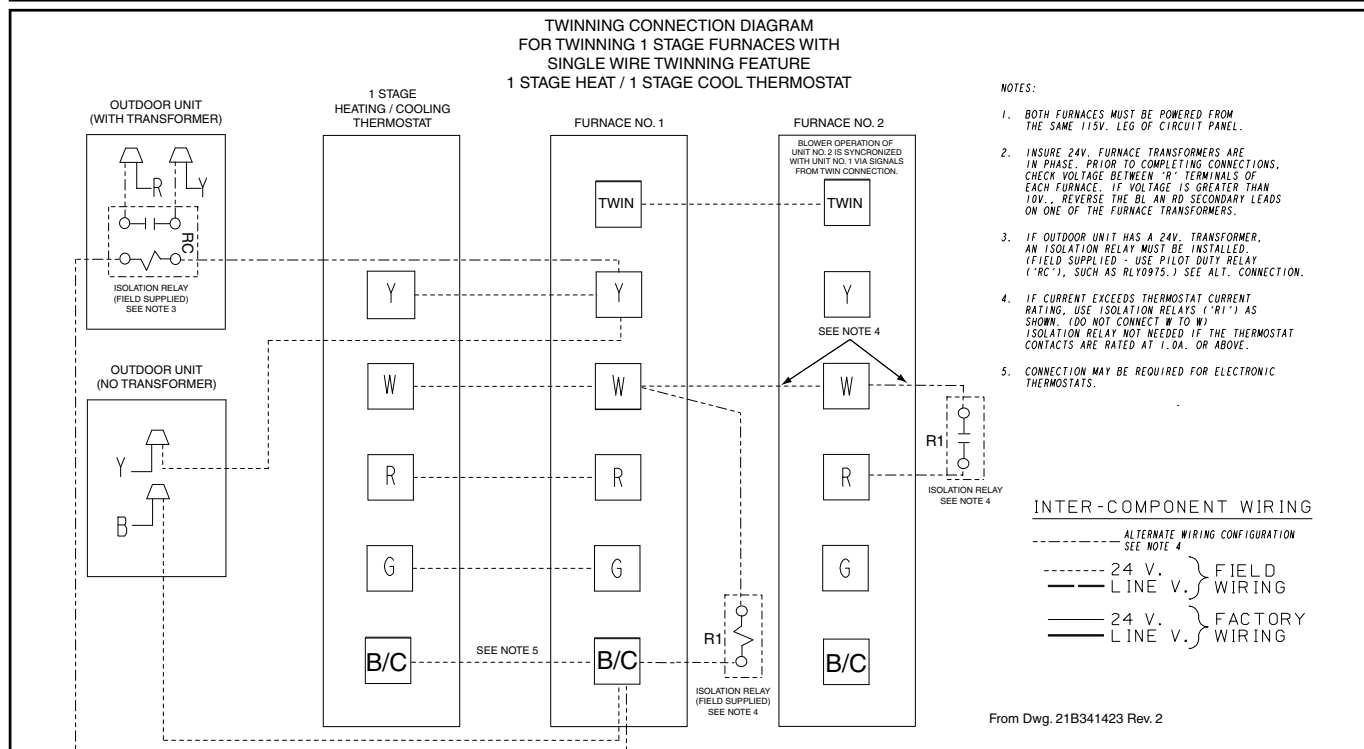 TWINNING CONNECTION DIAGRAM
FOR TWINNING 1 STAGE FURNACES WITH
SINGLE WIRE TWINNING FEATURE
1 STAGE HEAT / 1 STAGE COOL THERMOSTAT
OUTDOOR UNIT
(WITH TRANSFORMER)
R
Y
RC
ISOLATION RELAY
(FIELD SUPPLIED)
SEE NOTE 3
OUTDOOR UNIT
(NO TRANSFORMER)
Y
B
1 STAGE
HEATING / COOLING
THERMOSTAT
Y
W
R
G
B/C
SEE NOTE 5
FURNACE NO. 1
TWIN
Y
W
R
G
B/C
R1
ISOLATION RELAY
(FIELD SUPPLIED)
SEE NOTE 4
FURNACE NO. 2
BLOWER OPERATION OF
UNIT NO. 2 IS SYNCRONIZED
WITH UNIT NO. 1 VIA SIGNALS
FROM TWIN CONNECTION.
TWIN
Y
SEE NOTE 4
W
R
G
B/C
R1
ISOLATION RELAY
SEE NOTE 4
NOTES:
1. BOTH FURNACES MUST BE POWERED FROM
THE SAME 115V. LEG OF CIRCUIT PANEL.
2. INSURE 24V. FURNACE TRANSFORMERS ARE
IN PHASE. PRIOR TO COMPLETING CONNECTIONS,
CHECK VOLTAGE BETWEEN 'R' TERMINALS OF
EACH FURNACE. IF VOLTAGE IS GREATER THAN
10V., REVERSE THE BL AN RD SECONDARY LEADS
ON ONE OF THE FURNACE TRANSFORMERS.
3. IF OUTDOOR UNIT HAS A 24V. TRANSFORMER,
AN ISOLATION RELAY MUST BE INSTALLED.
(FIELD SUPPLIED - USE PILOT DUTY RELAY
('RC'), SUCH AS RLY0975.) SEE ALT. CONNECTION.
4. IF CURRENT EXCEEDS THERMOSTAT CURRENT
RATING, USE ISOLATION RELAYS ('R1') AS
SHOWN. (DO NOT CONNECT W TO W)
ISOLATION RELAY NOT NEEDED IF THE THERMOSTAT
CONTACTS ARE RATED AT 1.0A. OR ABOVE.
5. CONNECTION MAY BE REQUIRED FOR ELECTRONIC
THERMOSTATS.
INTER-COMPONENT WIRING
ALTERNATE WIRING CONFIGURATION
SEE NOTE 4
24 V. FIELD
LINE V. WIRING
24 V. FACTORY
LINE V. WIRING
From Dwg. 21B341423 Rev. 2